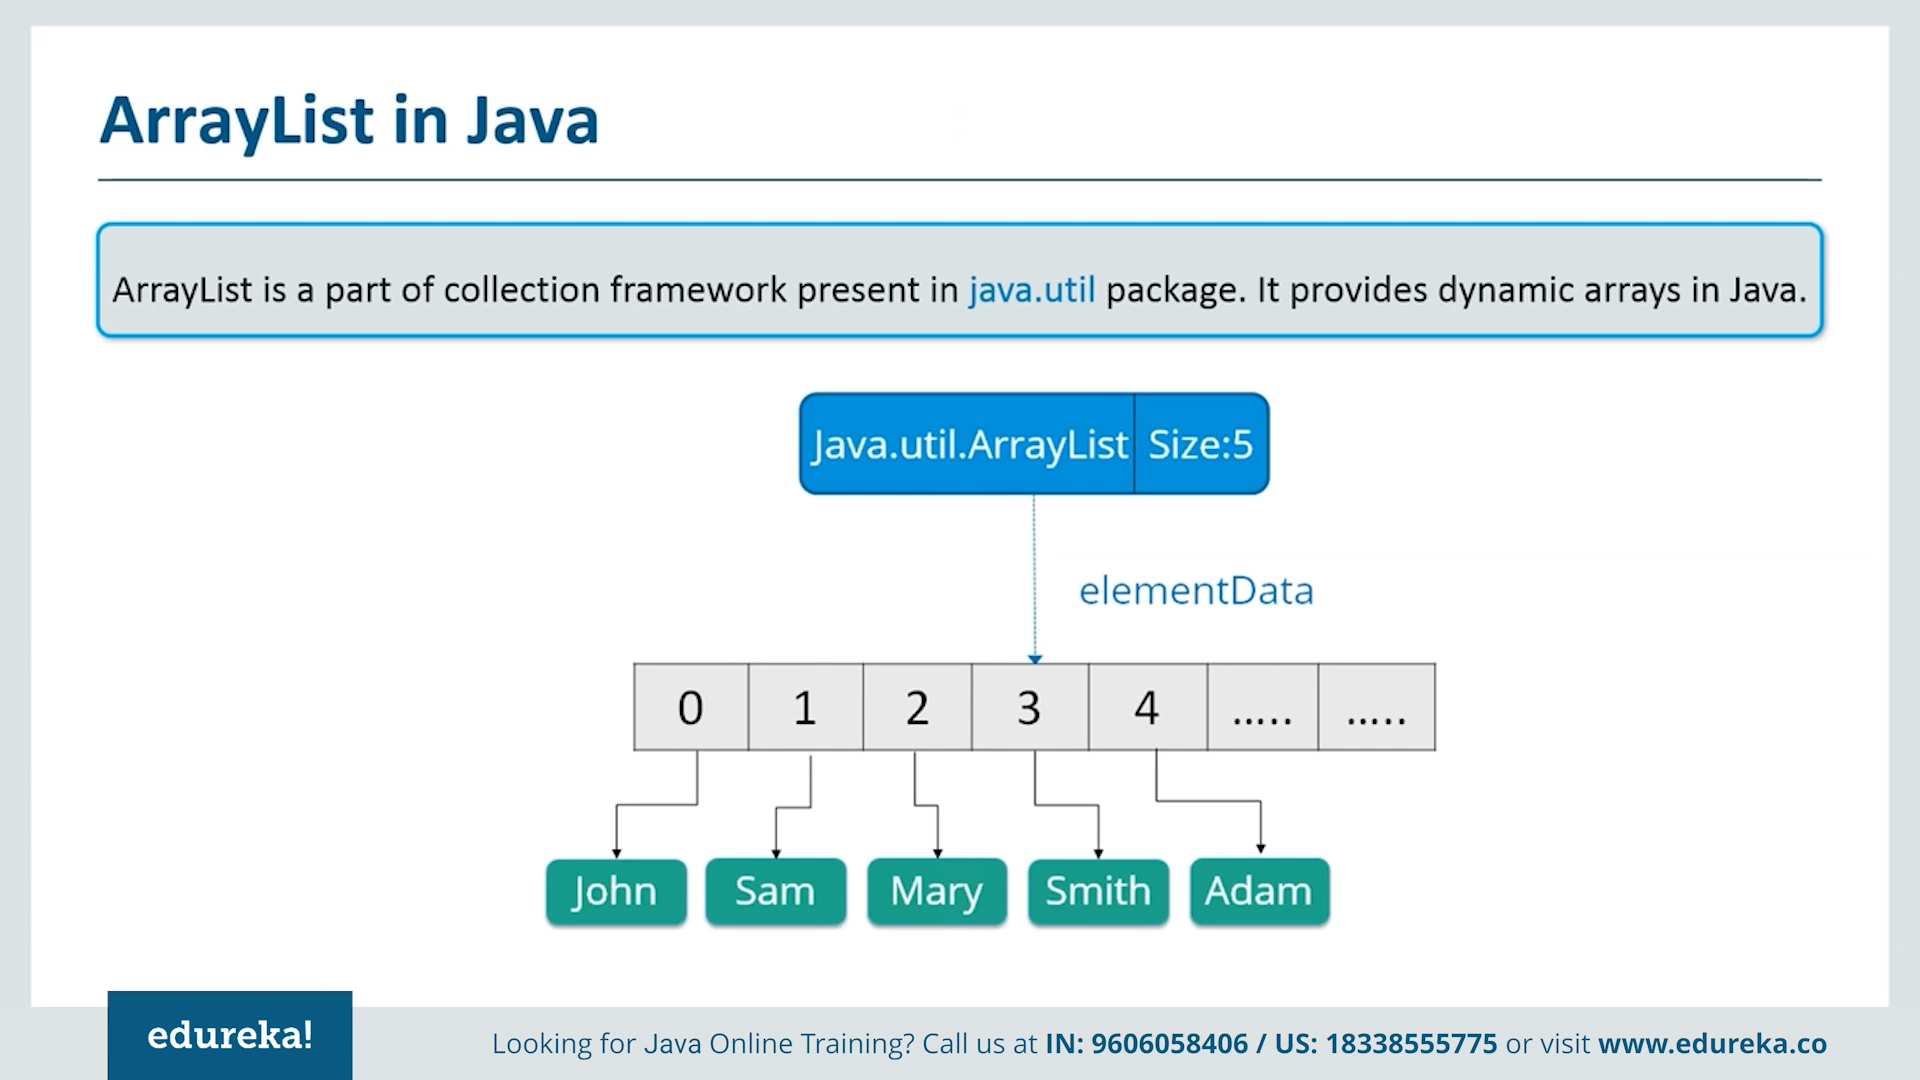 ArrayList in Java
ArrayList is a part of collection framework present in java.util package. It provides dynamic arrays in Java.
Java.util.ArrayList Size:5
elementData
0 1 2 3 4 ..... .....
John Sam Mary Smith Adam
edureka!
Looking for Java Online Training? Call us at IN: 9606058406 / US: 18338555775 or visit www.edureka.co